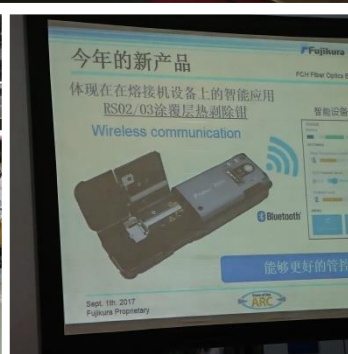 Fujikura
今年的新产品
FGH Fiber Optics
体现在在熔接机设备上的智能应用
RS02/03涂覆层热剥除钳
智能设备
Wireless communication
Bluetooth
能够更好的管控
Sept. 1th. 2017
Fujikura Proprietary
ARC